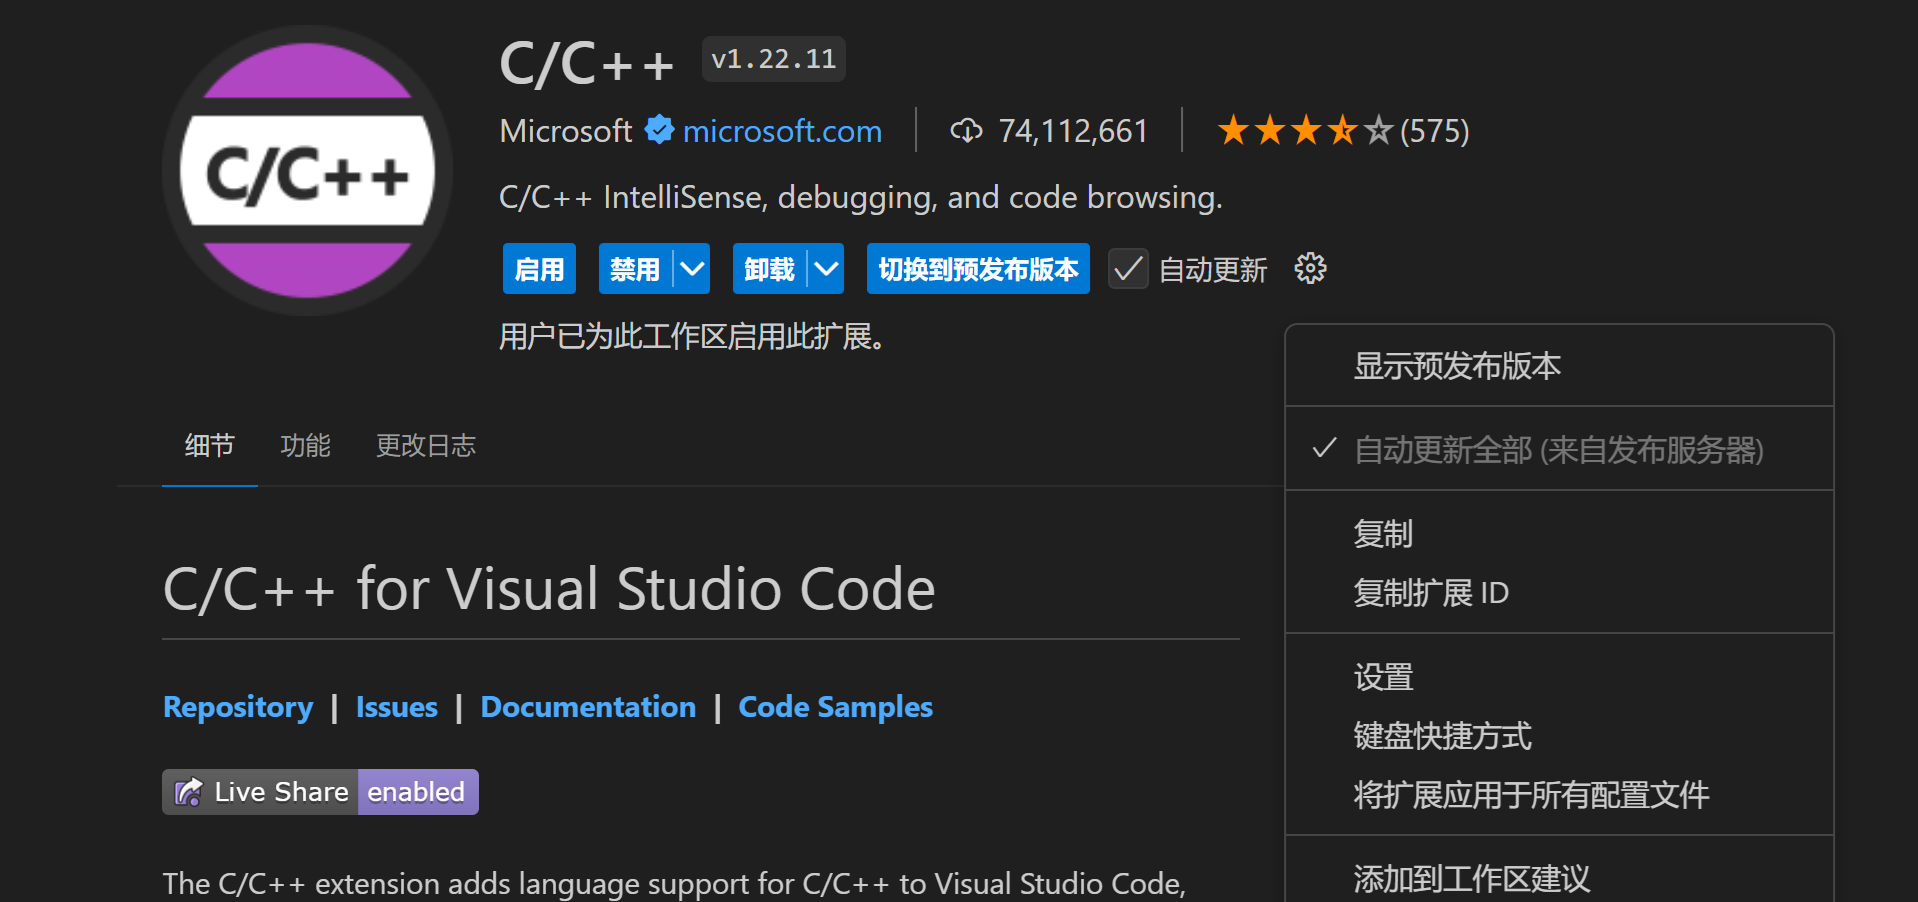 C/C++
C/C++ v1.22.11
Microsoft microsoft.com 74,112,661 (575)
C/C++ IntelliSense, debugging, and code browsing.
启用 禁用 卸载 切换到预发布版本 自动更新
用户已为此工作区启用此扩展。
细节 功能 更改日志
C/C++ for Visual Studio Code
Repository | Issues | Documentation | Code Samples
Live Share enabled
The C/C++ extension adds language support for C/C++ to Visual Studio Code,
显示预发布版本
自动更新全部 (来自发布服务器)
复制
复制扩展 ID
设置
键盘快捷方式
将扩展应用于所有配置文件
添加到工作区建议